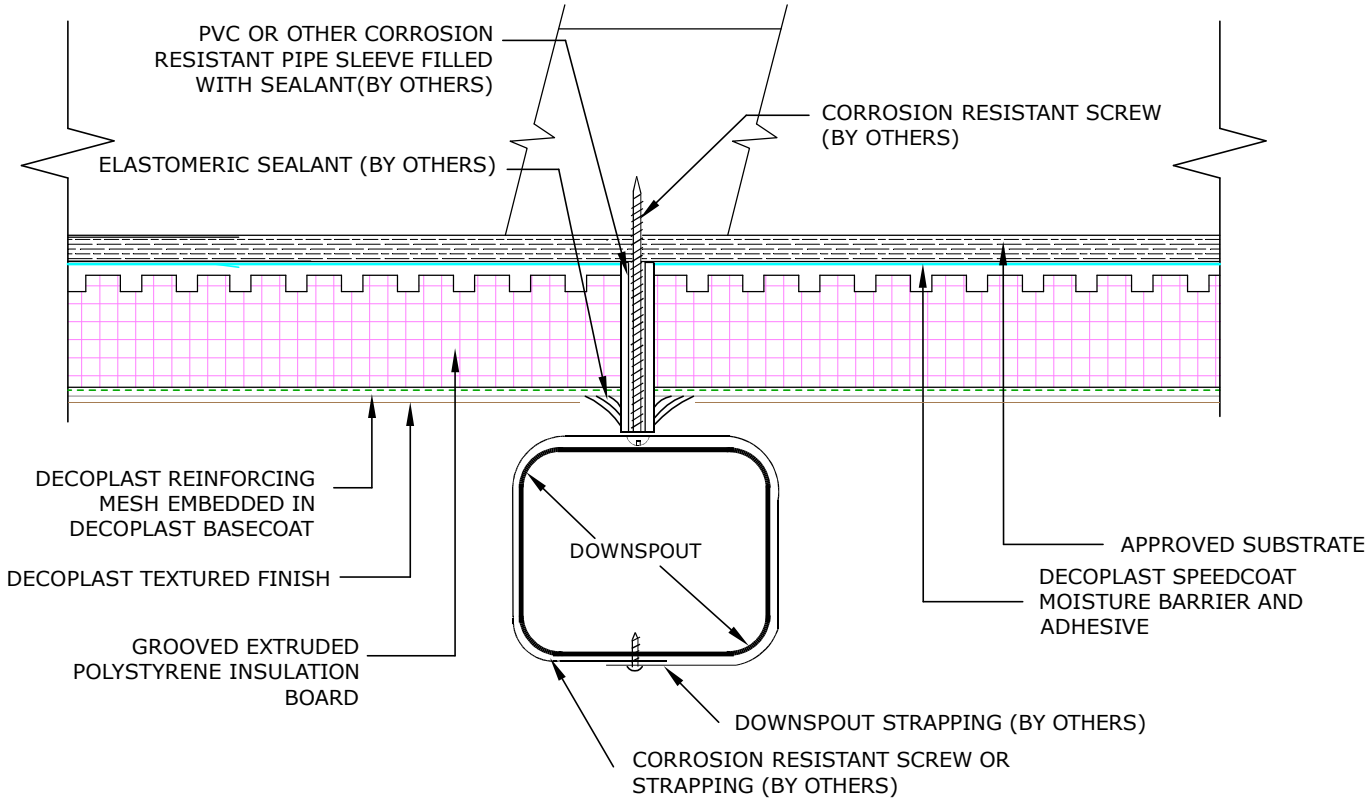 PVC OR OTHER CORROSION
RESISTANT PIPE SLEEVE FILLED
WITH SEALANT(BY OTHERS)
CORROSION RESISTANT SCREW
(BY OTHERS)
ELASTOMERIC SEALANT (BY OTHERS)
DECOPLAST REINFORCING
MESH EMBEDDED IN
DECOPLAST BASECOAT
DOWNSPOUT
APPROVED SUBSTRATE
DECOPLAST TEXTURED FINISH
DECOPLAST SPEEDCOAT
MOISTURE BARRIER AND
ADHESIVE
GROOVED EXTRUDED
POLYSTYRENE INSULATION
BOARD
DOWNSPOUT STRAPPING (BY OTHERS)
CORROSION RESISTANT SCREW OR
STRAPPING (BY OTHERS)